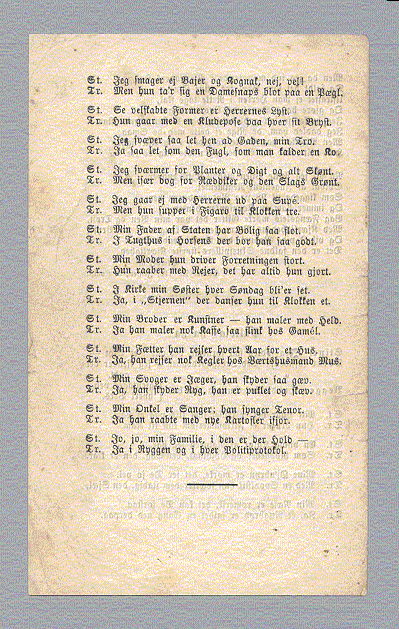 St. Jeg smager ej Bajer og Kognak, nej, vel!
Tr. Men hun ta'r sig en Damesnaps blot paa en Pægl.
St. Se velskabte Former er Herrernes Lyst.
Tr. Hun gaar med en Kludepose paa hver sit Bryst.
St. Jeg svæver saa let hen ad Gaden, min Tro.
Tr. Ja saa let som den Fugl, som man kalder en Ko.
St. Jeg sværmer for Planter og Digt og alt Skønt.
Tr. Men især dog for Ræddiker og den Slags Grønt.
St. Jeg gaar ej med Herrerne ud paa Supé.
Tr. Men hun supper i Figaro til Klokken tre.
St. Min Fader af Staten har Bolig saa flot.
Tr. I Tugthus i Horsens der bor han saa godt.
St. Min Moder hun driver Forretningen stort.
Tr. Hun raaber med Rejer, det har altid hun gjort.
St. I Kirke min Søster hver Søndag bli'er set.
Tr. Ja, i „Stjernen“ der danser hun til Klokken et.
St. Min Broder er Kunstner — han maler med Held.
Tr. Ja han maler nok Kaffe saa flink hos Gamél.
St. Min Fætter han rejser hvert Aar for et Hus,
Tr. Ja, han rejser nok Kegler hos Værtshusmand Mus.
St. Min Svoger er Jæger, han skyder saa gæv.
Tr. Ja, han skyder Ryg, han er puklet og skæv.
St. Min Onkel er Sanger; han synger Tenor.
Tr. Ja han raabte med nye Kartofler ifjor.
St. Jo, jo, min Familie, i den er der Hold —
Tr. Ja i Ryggen og i hver Politiprotokol.